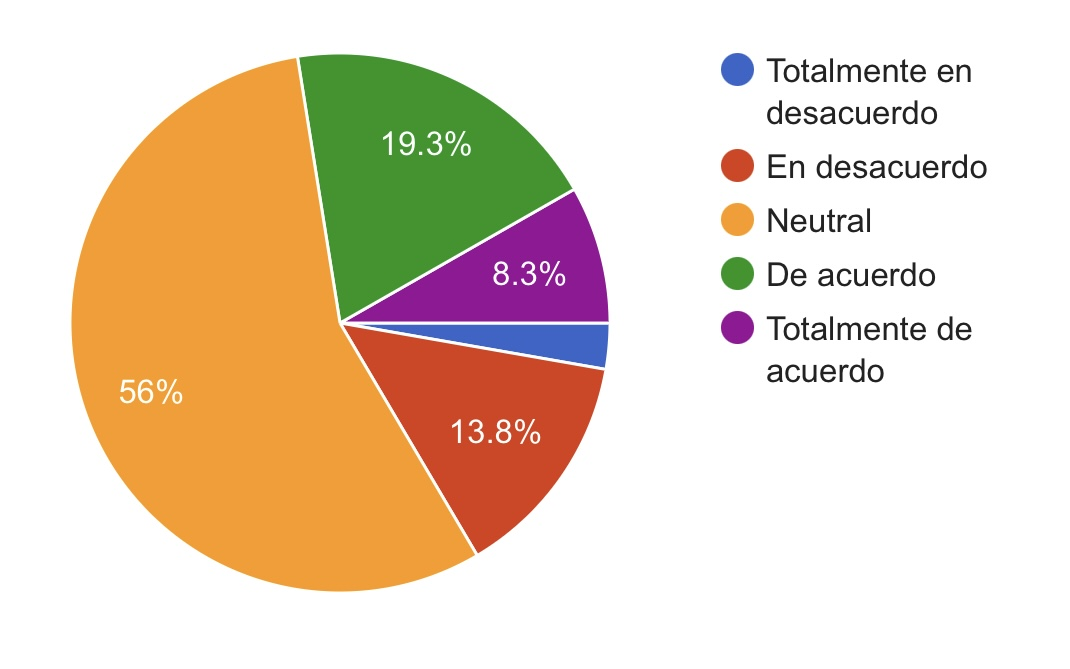 19.3%
8.3%
56%
13.8%
Totalmente en
desacuerdo
En desacuerdo
Neutral
De acuerdo
Totalmente de
acuerdo